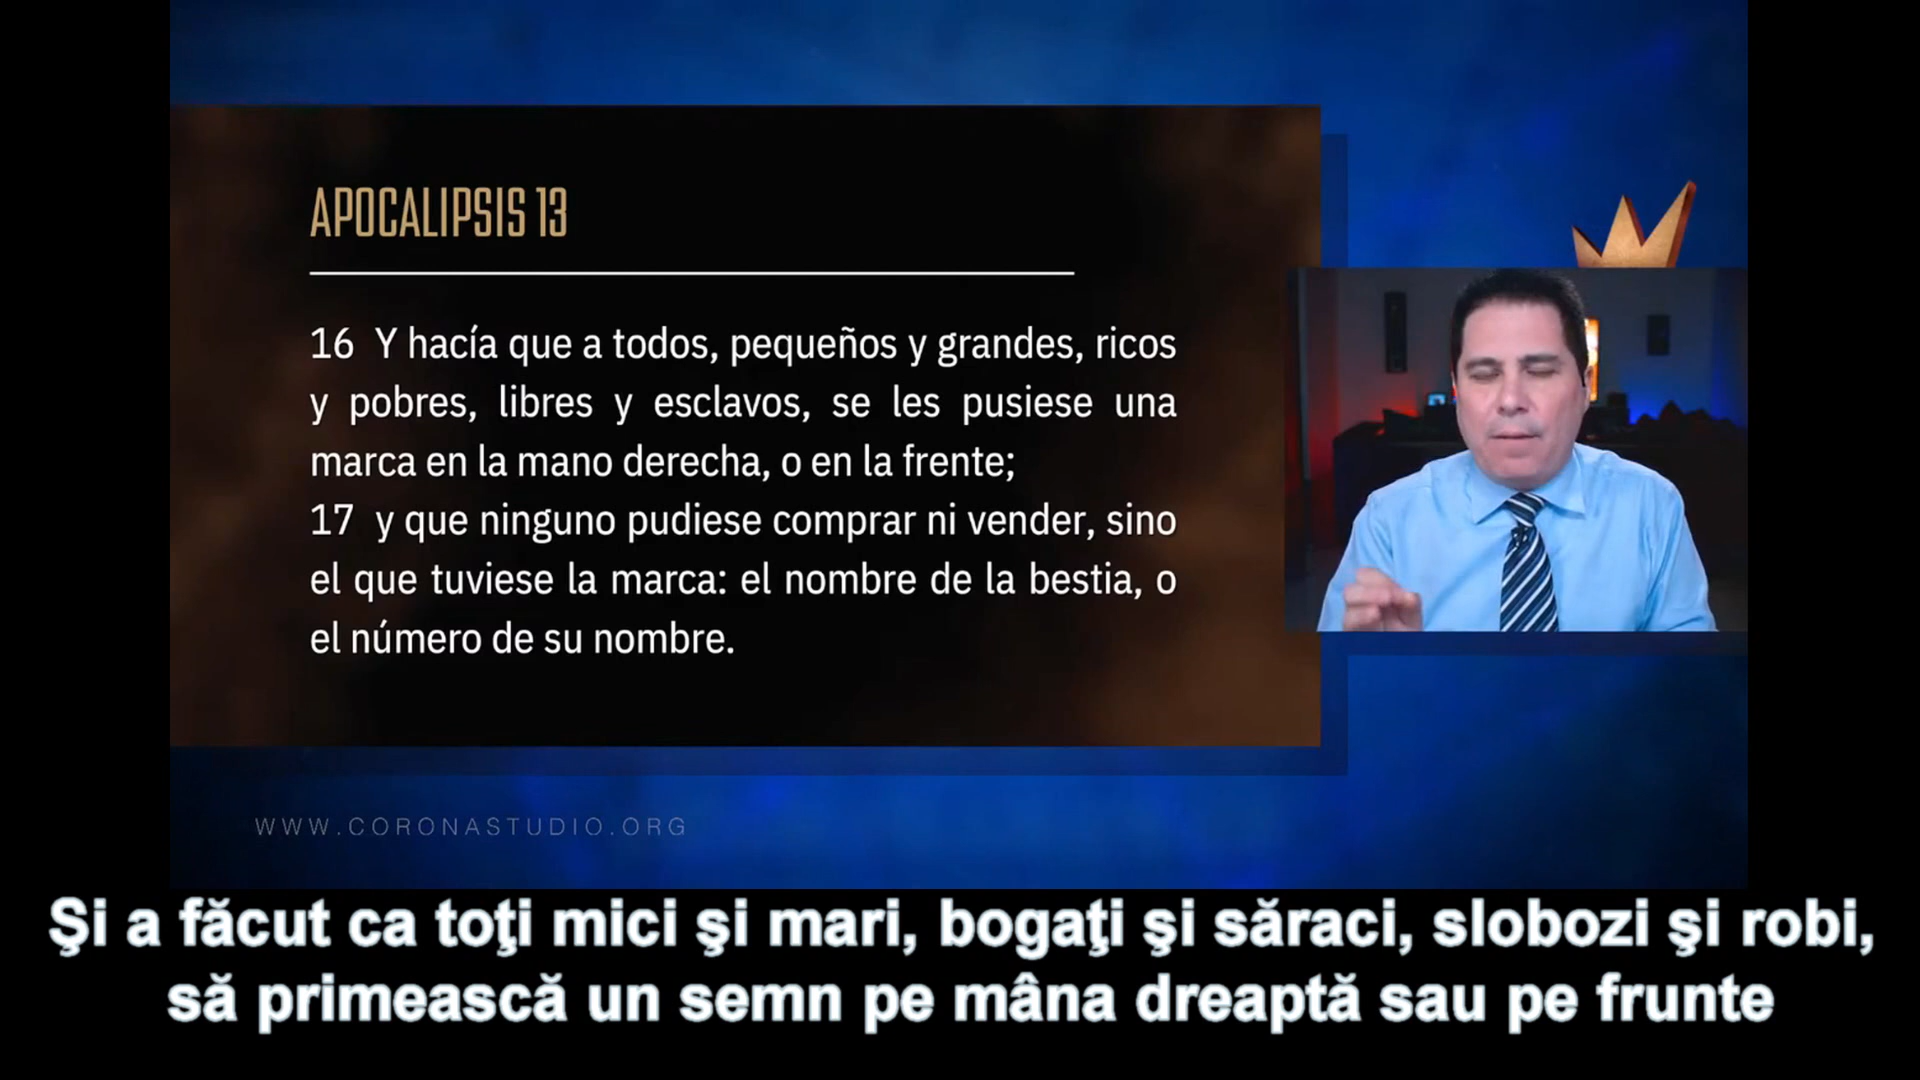 APOCALIPSIS 13
16 Y hacía que a todos, pequeños y grandes, ricos
y pobres, libres y esclavos, se les pusiese una
marca en la mano derecha, o en la frente;
17 y que ninguno pudiese comprar ni vender, sino
el que tuviese la marca: el nombre de la bestia, o
el número de su nombre.
WWW.CORONASTUDIO.ORG
Şi a făcut ca toţi mici şi mari, bogaţi şi săraci, slobozi şi robi,
să primească un semn pe mâna dreaptă sau pe frunte